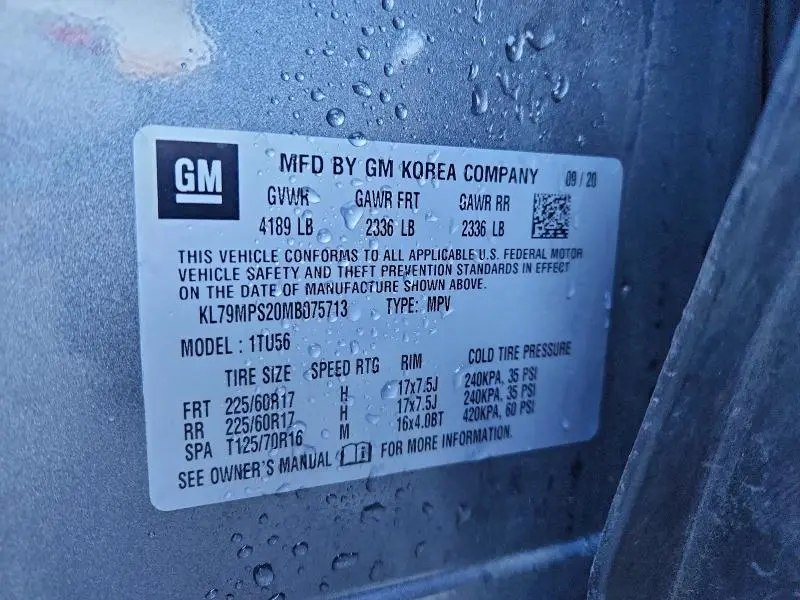 GM
MFD BY GM KOREA COMPANY 09 / 20
GVWR GAWR FRT GAWR RR
4189 LB 2336 LB 2336 LB
THIS VEHICLE CONFORMS TO ALL APPLICABLE U.S. FEDERAL MOTOR
VEHICLE SAFETY AND THEFT PREVENTION STANDARDS IN EFFECT
ON THE DATE OF MANUFACTURE SHOWN ABOVE.
KL79MPS20MB075713 TYPE: MPV
MODEL : 1TU56
TIRE SIZE SPEED RTG RIM COLD TIRE PRESSURE
FRT 225/60R17 H 17x7.5J 240KPA, 35 PSI
RR 225/60R17 H 17x7.5J 240KPA, 35 PSI
SPA T125/70R16 M 16x4.0BT 420KPA, 60 PSI
SEE OWNER'S MANUAL FOR MORE INFORMATION.